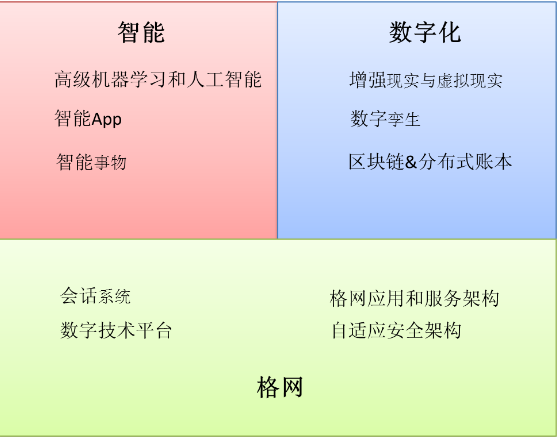 智能
高级机器学习和人工智能
智能App
智能事物
数字化
增强现实与虚拟现实
数字孪生
区块链&分布式账本
会话系统
数字技术平台
格网应用和服务架构
自适应安全架构
格网